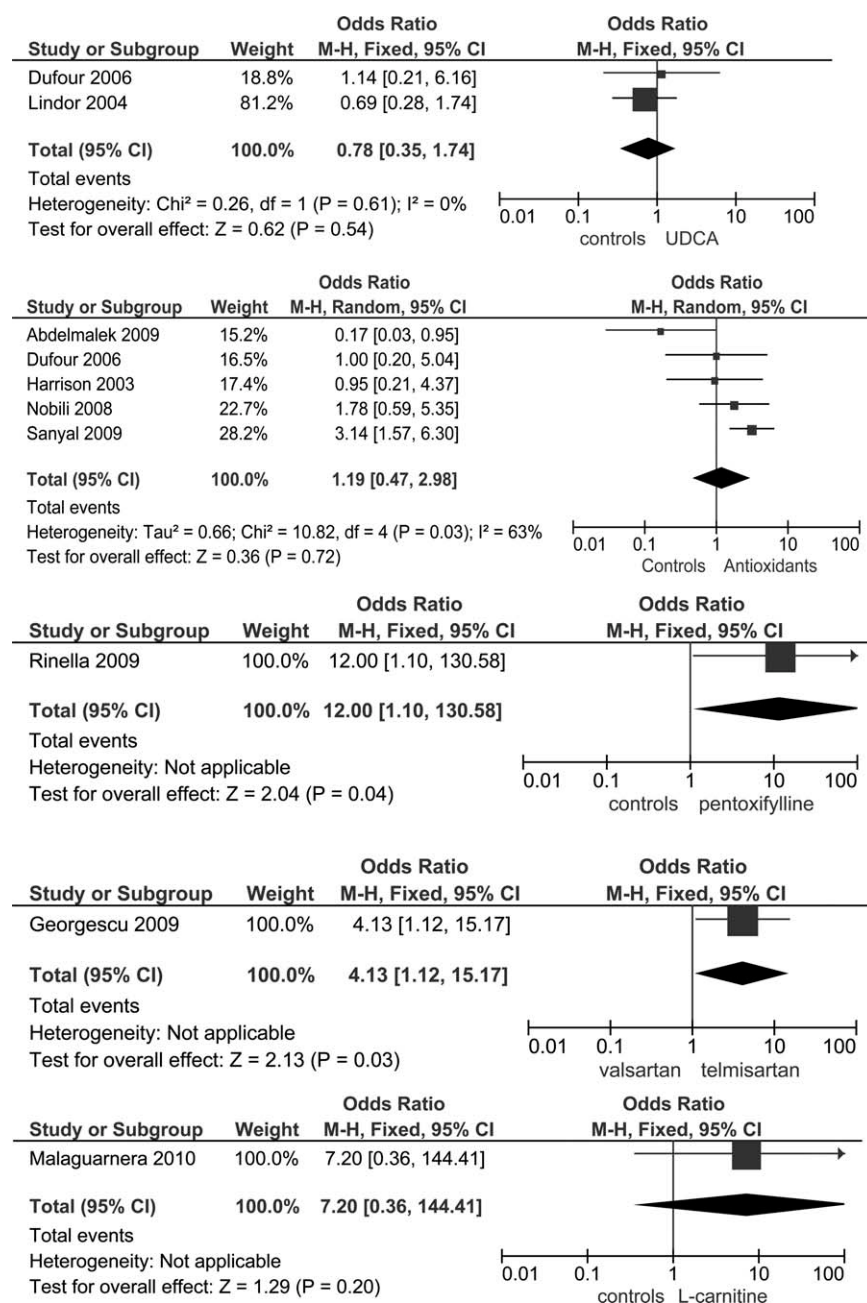 Odds Ratio Odds Ratio
Study or Subgroup Weight M-H, Fixed, 95% CI M-H, Fixed, 95% CI
Dufour 2006 18.8% 1.14 [0.21, 6.16]
Lindor 2004 81.2% 0.69 [0.28, 1.74]
Total (95% CI) 100.0% 0.78 [0.35, 1.74]
Total events
Heterogeneity: Chi² = 0.26, df = 1 (P = 0.61); I² = 0%
Test for overall effect: Z = 0.62 (P = 0.54)
0.01 0.1 1 10 100
controls UDCA
Odds Ratio Odds Ratio
Study or Subgroup Weight M-H, Random, 95% CI M-H, Random, 95% CI
Abdelmalek 2009 15.2% 0.17 [0.03, 0.95]
Dufour 2006 16.5% 1.00 [0.20, 5.04]
Harrison 2003 17.4% 0.95 [0.21, 4.37]
Nobili 2008 22.7% 1.78 [0.59, 5.35]
Sanyal 2009 28.2% 3.14 [1.57, 6.30]
Total (95% CI) 100.0% 1.19 [0.47, 2.98]
Total events
Heterogeneity: Tau² = 0.66; Chi² = 10.82, df = 4 (P = 0.03); I² = 63%
Test for overall effect: Z = 0.36 (P = 0.72)
0.01 0.1 1 10 100
Controls Antioxidants
Odds Ratio Odds Ratio
Study or Subgroup Weight M-H, Fixed, 95% CI M-H, Fixed, 95% CI
Rinella 2009 100.0% 12.00 [1.10, 130.58]
Total (95% CI) 100.0% 12.00 [1.10, 130.58]
Total events
Heterogeneity: Not applicable
Test for overall effect: Z = 2.04 (P = 0.04)
0.01 0.1 1 10 100
controls pentoxifylline
Odds Ratio Odds Ratio
Study or Subgroup Weight M-H, Fixed, 95% CI M-H, Fixed, 95% CI
Georgescu 2009 100.0% 4.13 [1.12, 15.17]
Total (95% CI) 100.0% 4.13 [1.12, 15.17]
Total events
Heterogeneity: Not applicable
Test for overall effect: Z = 2.13 (P = 0.03)
0.01 0.1 1 10 100
valsartan telmisartan
Odds Ratio Odds Ratio
Study or Subgroup Weight M-H, Fixed, 95% CI M-H, Fixed, 95% CI
Malaguarnera 2010 100.0% 7.20 [0.36, 144.41]
Total (95% CI) 100.0% 7.20 [0.36, 144.41]
Total events
Heterogeneity: Not applicable
Test for overall effect: Z = 1.29 (P = 0.20)
0.01 0.1 1 10 100
controls L-carnitine